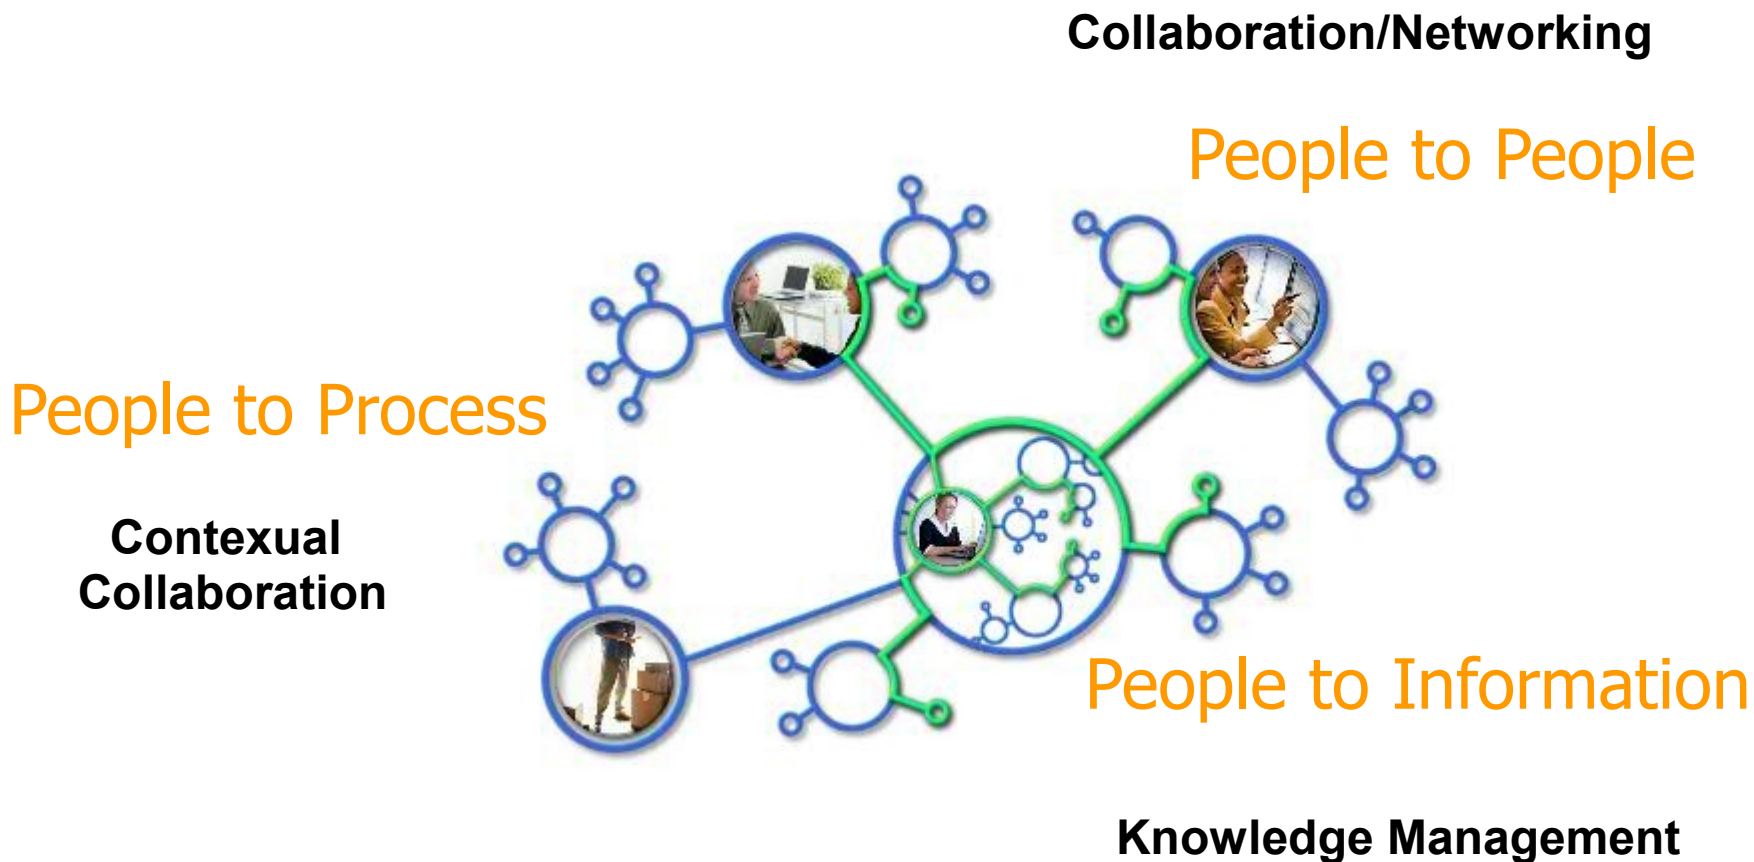 Collaboration/Networking
People to People
People to Process
Contexual
Collaboration
People to Information
Knowledge Management